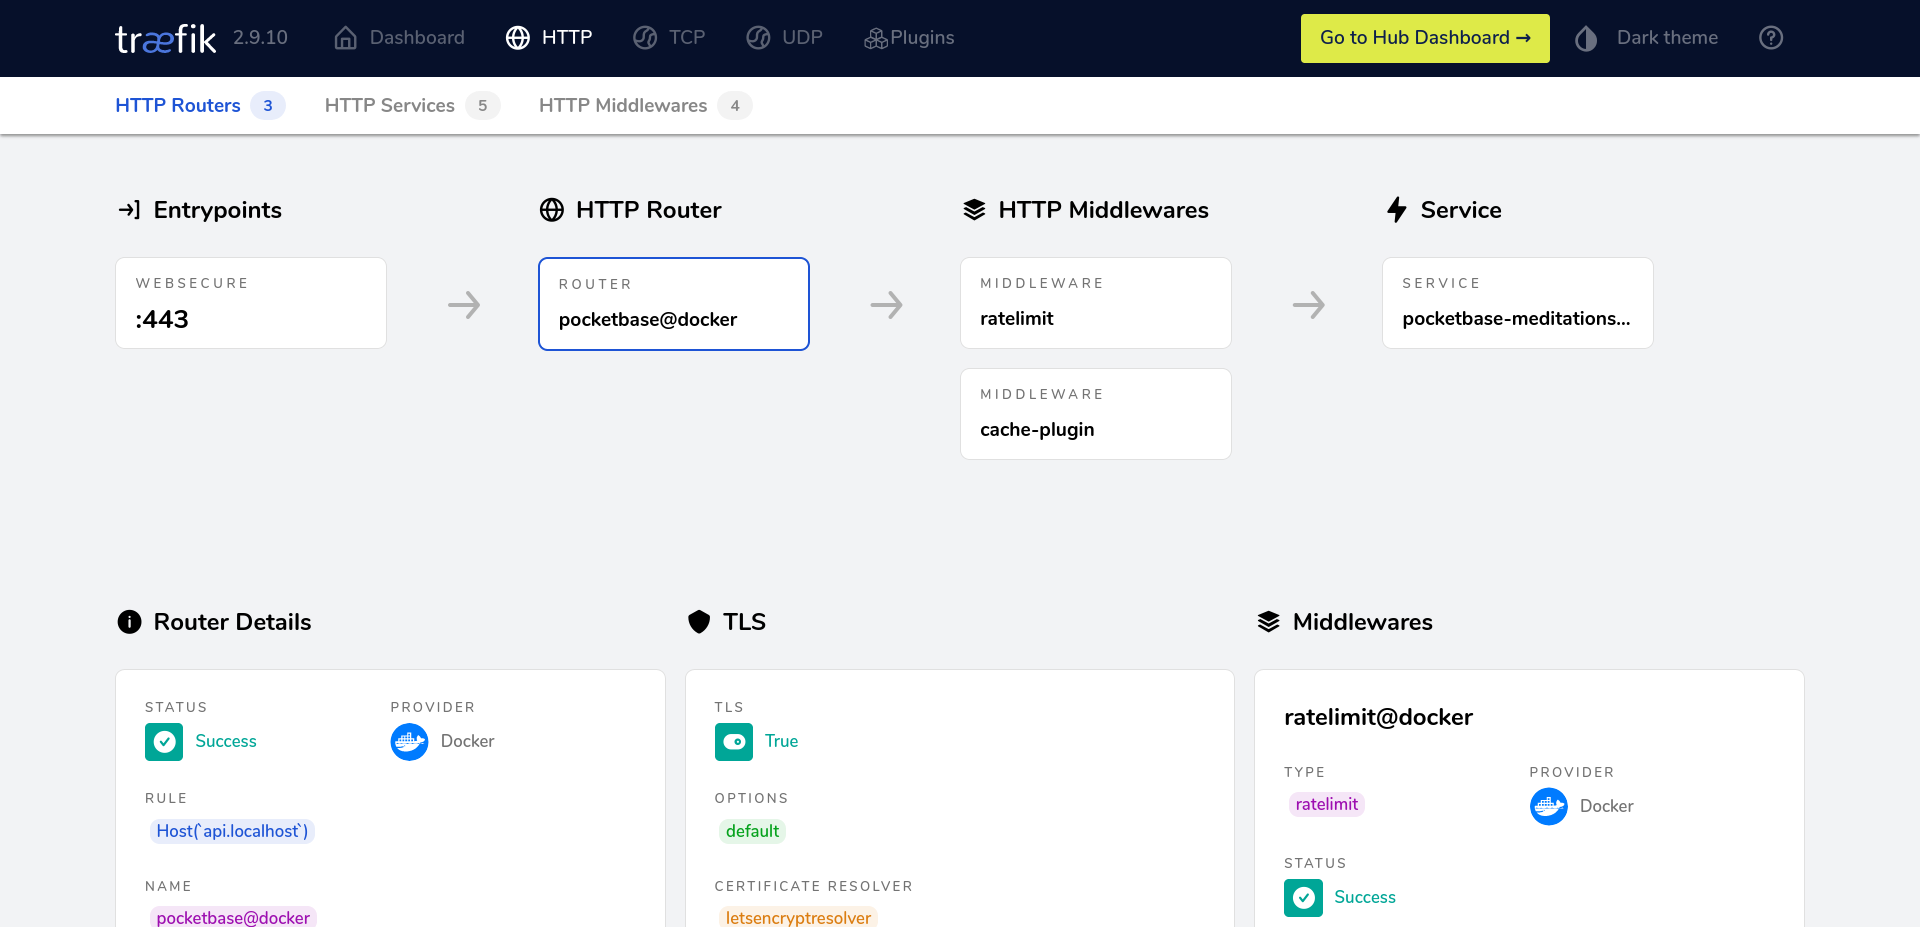 træfik 2.9.10 Dashboard HTTP TCP UDP Plugins Go to Hub Dashboard → Dark theme
HTTP Routers 3 HTTP Services 5 HTTP Middlewares 4
Entrypoints HTTP Router HTTP Middlewares Service
WEBSECURE
:443
ROUTER
pocketbase@docker
MIDDLEWARE
ratelimit
MIDDLEWARE
cache-plugin
SERVICE
pocketbase-meditations...
Router Details
STATUS PROVIDER
Success Docker
RULE
Host(`api.localhost`)
NAME
pocketbase@docker
TLS
TLS
True
OPTIONS
default
CERTIFICATE RESOLVER
letsencryptresolver
Middlewares
ratelimit@docker
TYPE PROVIDER
ratelimit Docker
STATUS
Success